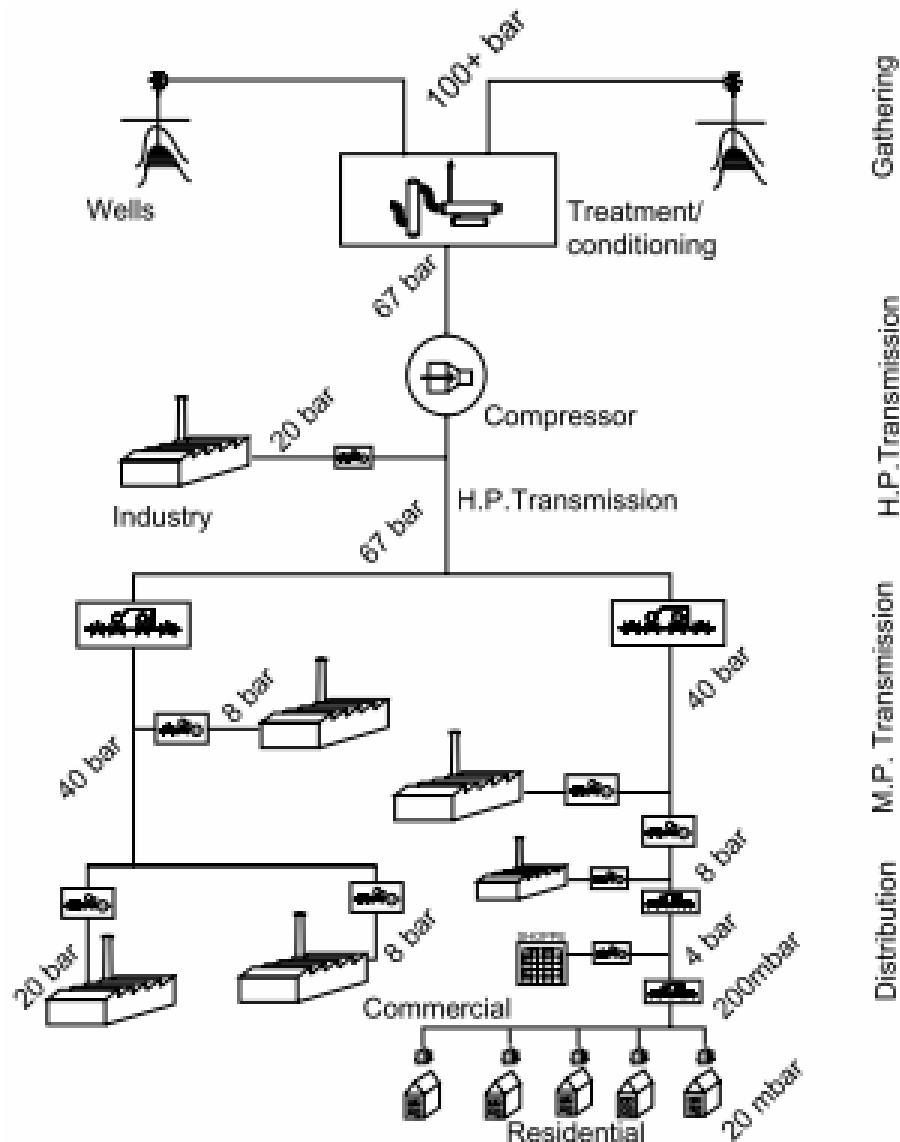 100+ bar
Gathering
Wells
Treatment/
conditioning
67 bar
H.P.Transmission
Compressor
20 bar
Industry
H.P.Transmission
67 bar
M.P. Transmission
8 bar
40 bar
40 bar
8 bar
Distribution
20 bar
8 bar
4 bar
Commercial
200mbar
20 mbar
Residential